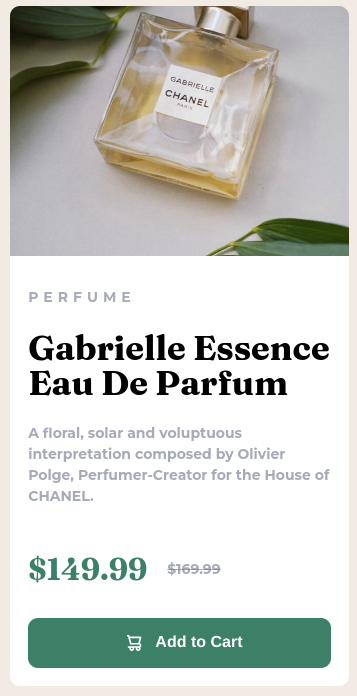 GABRIELLE
CHANEL
PARIS
PERFUME
Gabrielle Essence
Eau De Parfum
A floral, solar and voluptuous
interpretation composed by Olivier
Polge, Perfumer-Creator for the House of
CHANEL.
$149.99 $169.99
Add to Cart